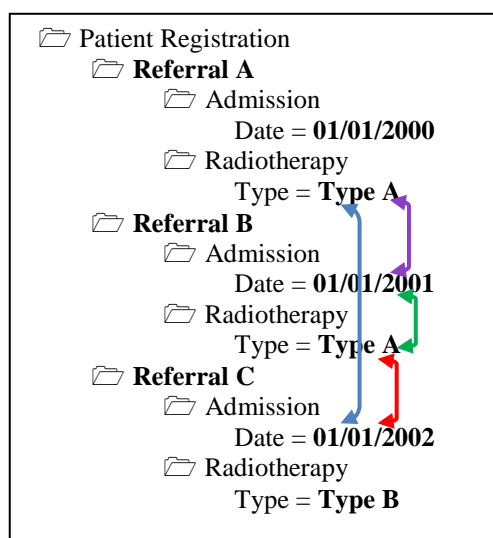 Patient Registration
Referral A
Admission
Date = 01/01/2000
Radiotherapy
Type = Type A
Referral B
Admission
Date = 01/01/2001
Radiotherapy
Type = Type A
Referral C
Admission
Date = 01/01/2002
Radiotherapy
Type = Type B